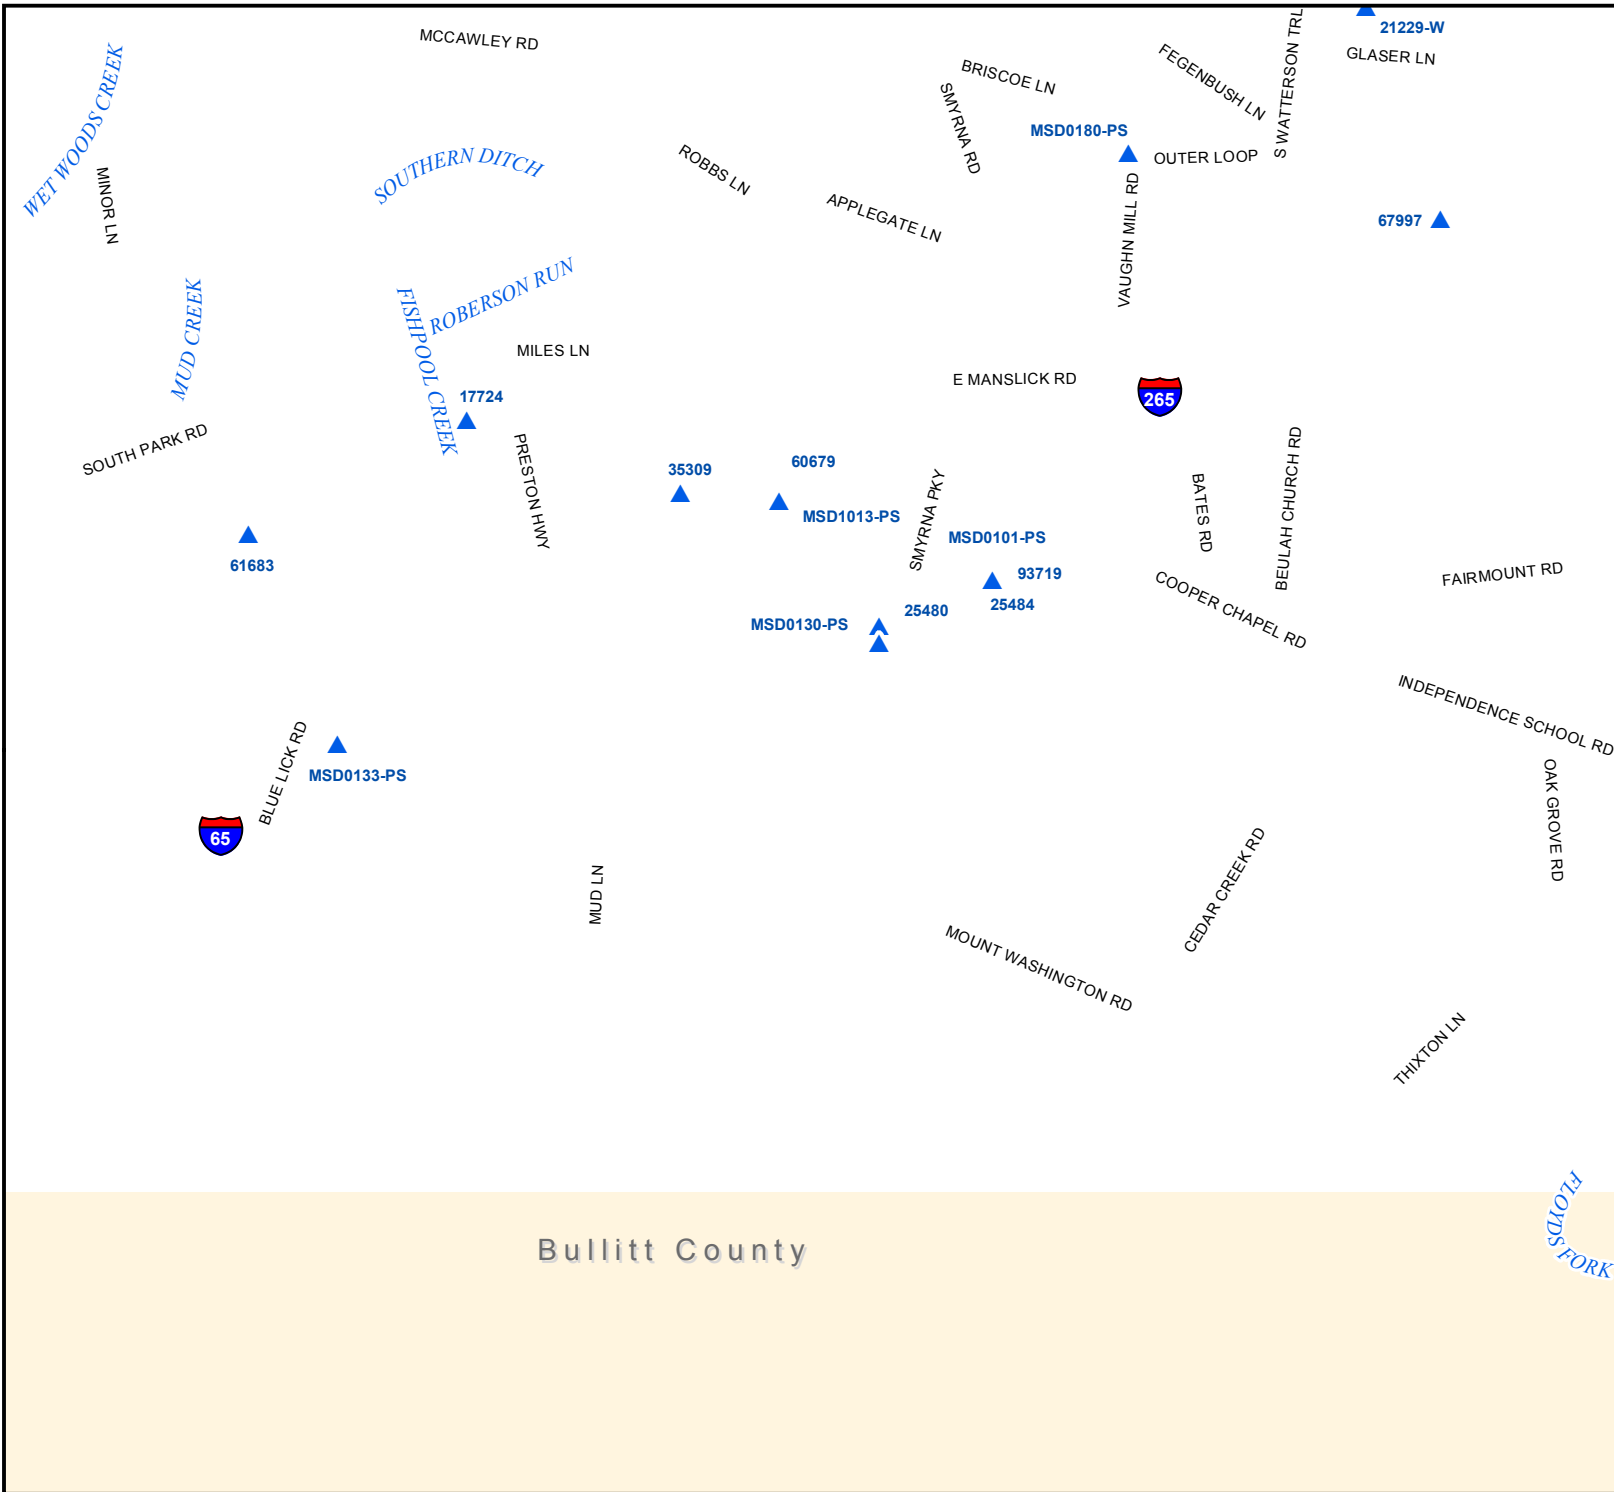 21229-W
MCCAWLEY RD
GLASER LN
FEGENBUSH LN
S WATTERSON TRL
BRISCOE LN
SMYRNA RD
WET WOODS CREEK
MSD0180-PS
OUTER LOOP
SOUTHERN DITCH
ROBBS LN
MINOR LN
APPLEGATE LN
VAUGHN MILL RD
67997
ROBERSON RUN
MUD CREEK
FISHPOOL CREEK
MILES LN
E MANSLICK RD
265
17724
SOUTH PARK RD
PRESTON HWY
35309
60679
MSD1013-PS
SMYRNA PKY
MSD0101-PS
BATES RD
BEULAH CHURCH RD
61683
93719
25484
FAIRMOUNT RD
COOPER CHAPEL RD
25480
MSD0130-PS
INDEPENDENCE SCHOOL RD
BLUE LICK RD
MSD0133-PS
OAK GROVE RD
65
MUD LN
CEDAR CREEK RD
MOUNT WASHINGTON RD
THIXTON LN
FLOYDS FORK
Bullitt County